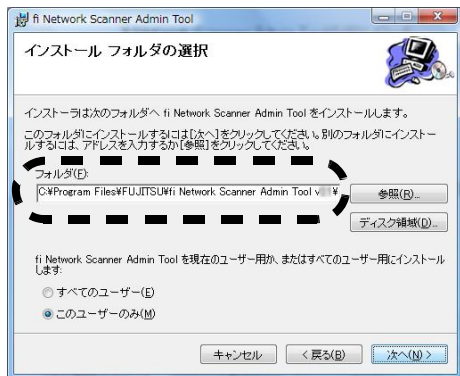 fi Network Scanner Admin Tool
インストール フォルダの選択
インストーラは次のフォルダへ fi Network Scanner Admin Tool をインストールします。
このフォルダにインストールするには[次へ]をクリックしてください。別のフォルダにインストー
ルするには、アドレスを入力するか[参照]をクリックしてください。
フォルダ(F):
C:¥Program Files¥FUJITSU¥fi Network Scanner Admin Tool v ¥
参照(R)...
ディスク領域(D)...
fi Network Scanner Admin Tool を現在のユーザー用か、またはすべてのユーザー用にインストール
します:
すべてのユーザー(E)
このユーザーのみ(M)
キャンセル
< 戻る(B)
次へ(N) >